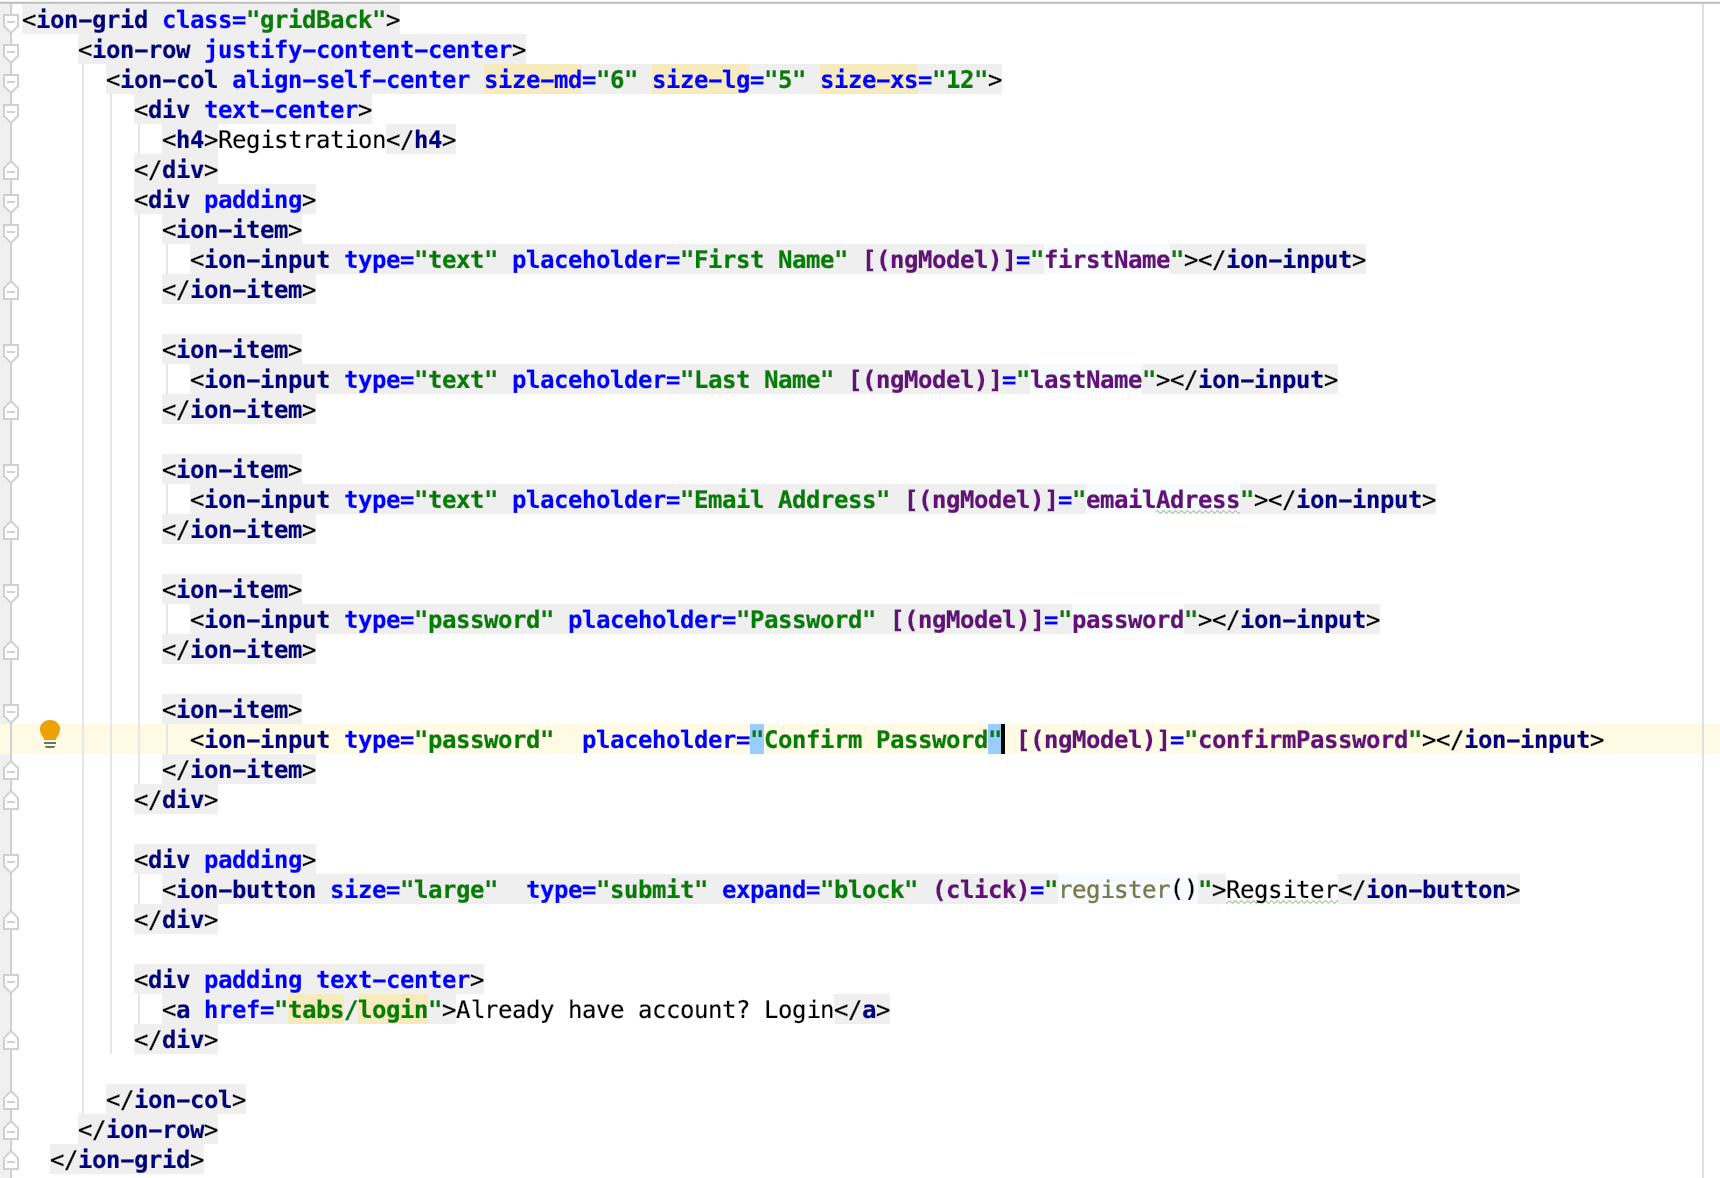 <ion-grid class="gridBack">
<ion-row justify-content-center>
<ion-col align-self-center size-md="6" size-lg="5" size-xs="12">
<div text-center>
<h4>Registration</h4>
</div>
<div padding>
<ion-item>
<ion-input type="text" placeholder="First Name" [(ngModel)]="firstName"></ion-input>
</ion-item>
<ion-item>
<ion-input type="text" placeholder="Last Name" [(ngModel)]="lastName"></ion-input>
</ion-item>
<ion-item>
<ion-input type="text" placeholder="Email Address" [(ngModel)]="emailAdress"></ion-input>
</ion-item>
<ion-item>
<ion-input type="password" placeholder="Password" [(ngModel)]="password"></ion-input>
</ion-item>
<ion-item>
<ion-input type="password"  placeholder="Confirm Password" [(ngModel)]="confirmPassword"></ion-input>
</ion-item>
</div>
<div padding>
<ion-button size="large"  type="submit" expand="block" (click)="register()">Regsiter</ion-button>
</div>
<div padding text-center>
<a href="tabs/login">Already have account? Login</a>
</div>
</ion-col>
</ion-row>
</ion-grid>